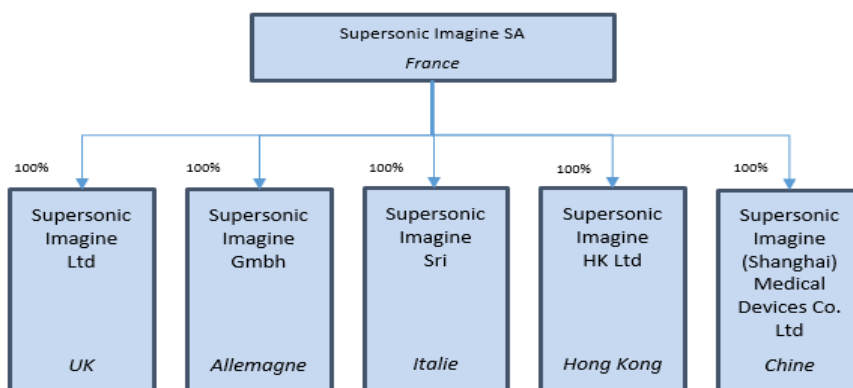 Supersonic Imagine SA
France
100%
100%
100%
100%
100%
Supersonic
Imagine
Ltd
UK
Supersonic
Imagine
Gmbh
Allemagne
Supersonic
Imagine
Sri
Italie
Supersonic
Imagine
HK Ltd
Hong Kong
Supersonic
Imagine
(Shanghai)
Medical
Devices Co.
Ltd
Chine